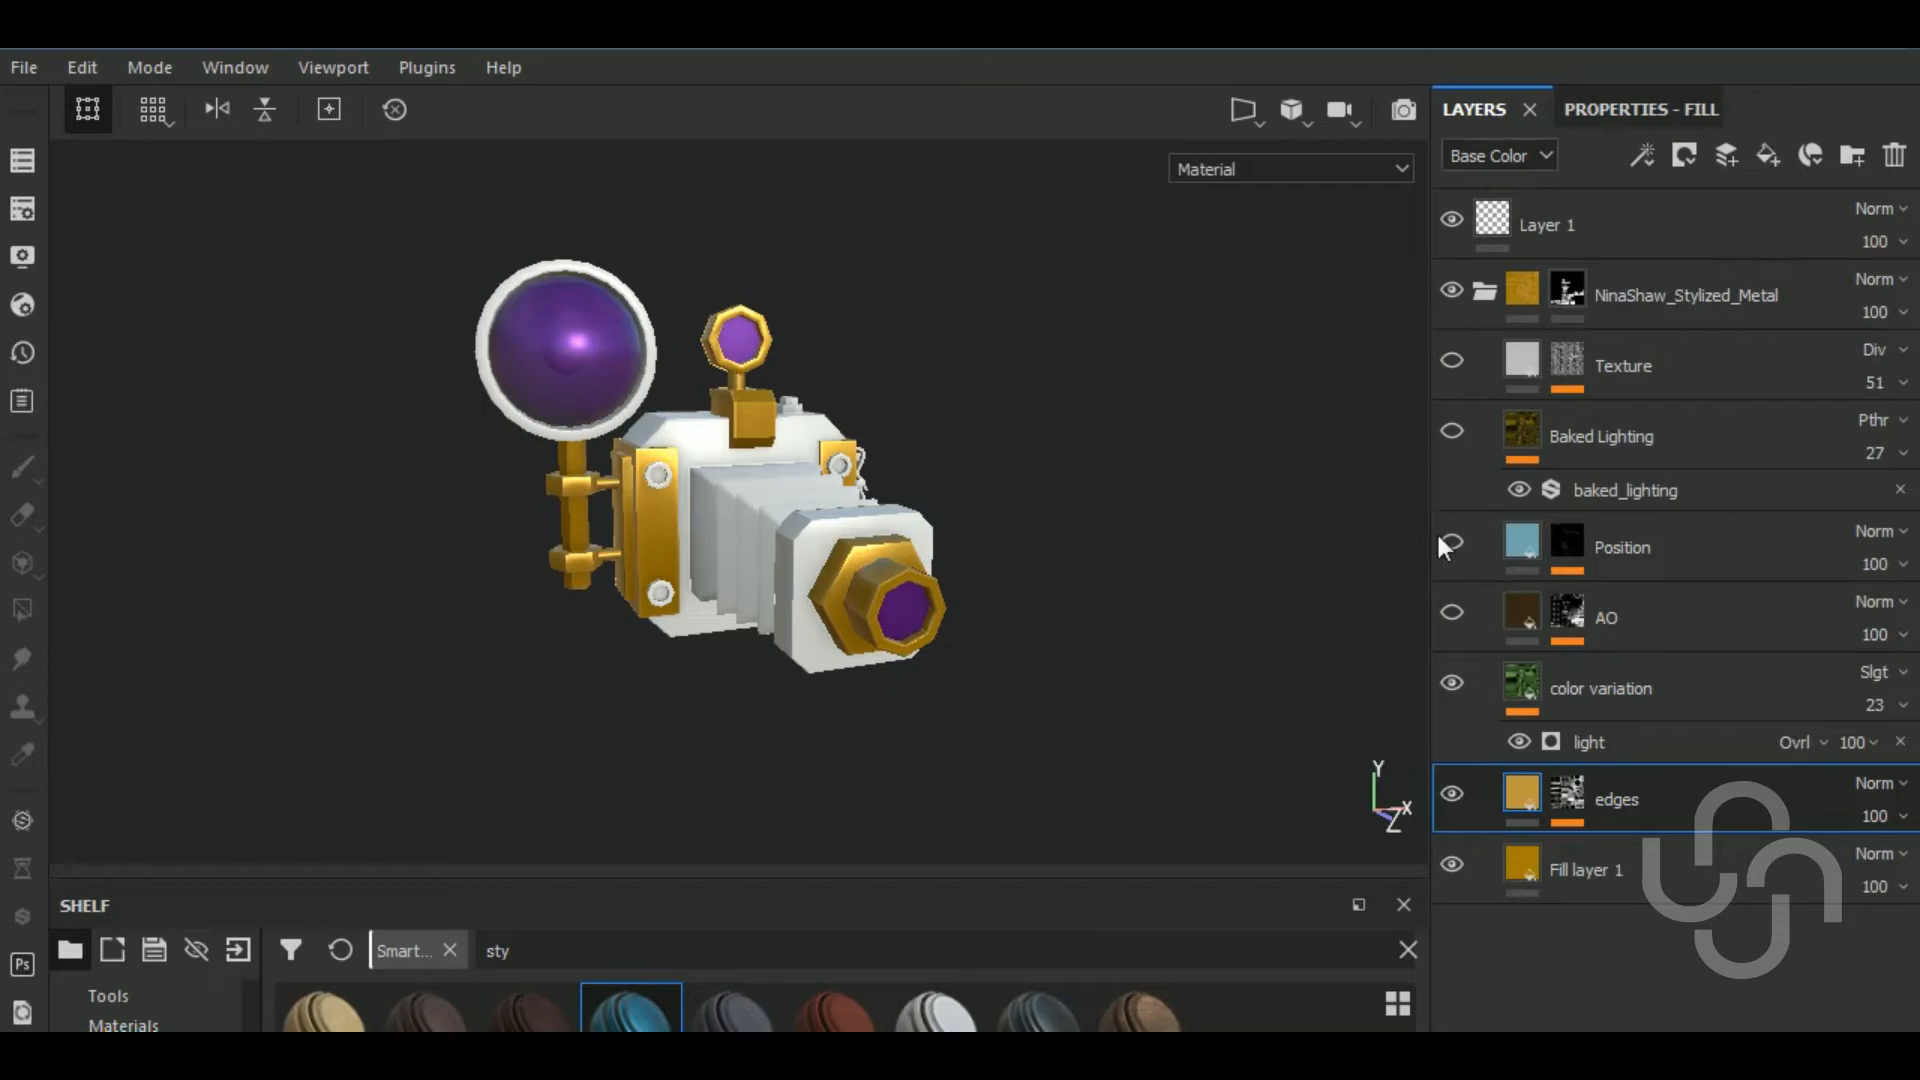 File Edit Mode Window Viewport Plugins Help
LAYERS PROPERTIES - FILL
Base Color
Material
Layer 1 Norm 100
NinaShaw_Stylized_Metal Norm 100
Texture Div 51
Baked Lighting Pthr 27
baked_lighting
Position Norm 100
AO Norm 100
color variation Slgt 23
light Ovrl 100
edges Norm 100
Fill layer 1 Norm 100
Y
X
Z
SHELF
Smart... sty
Ps
Tools
Materials